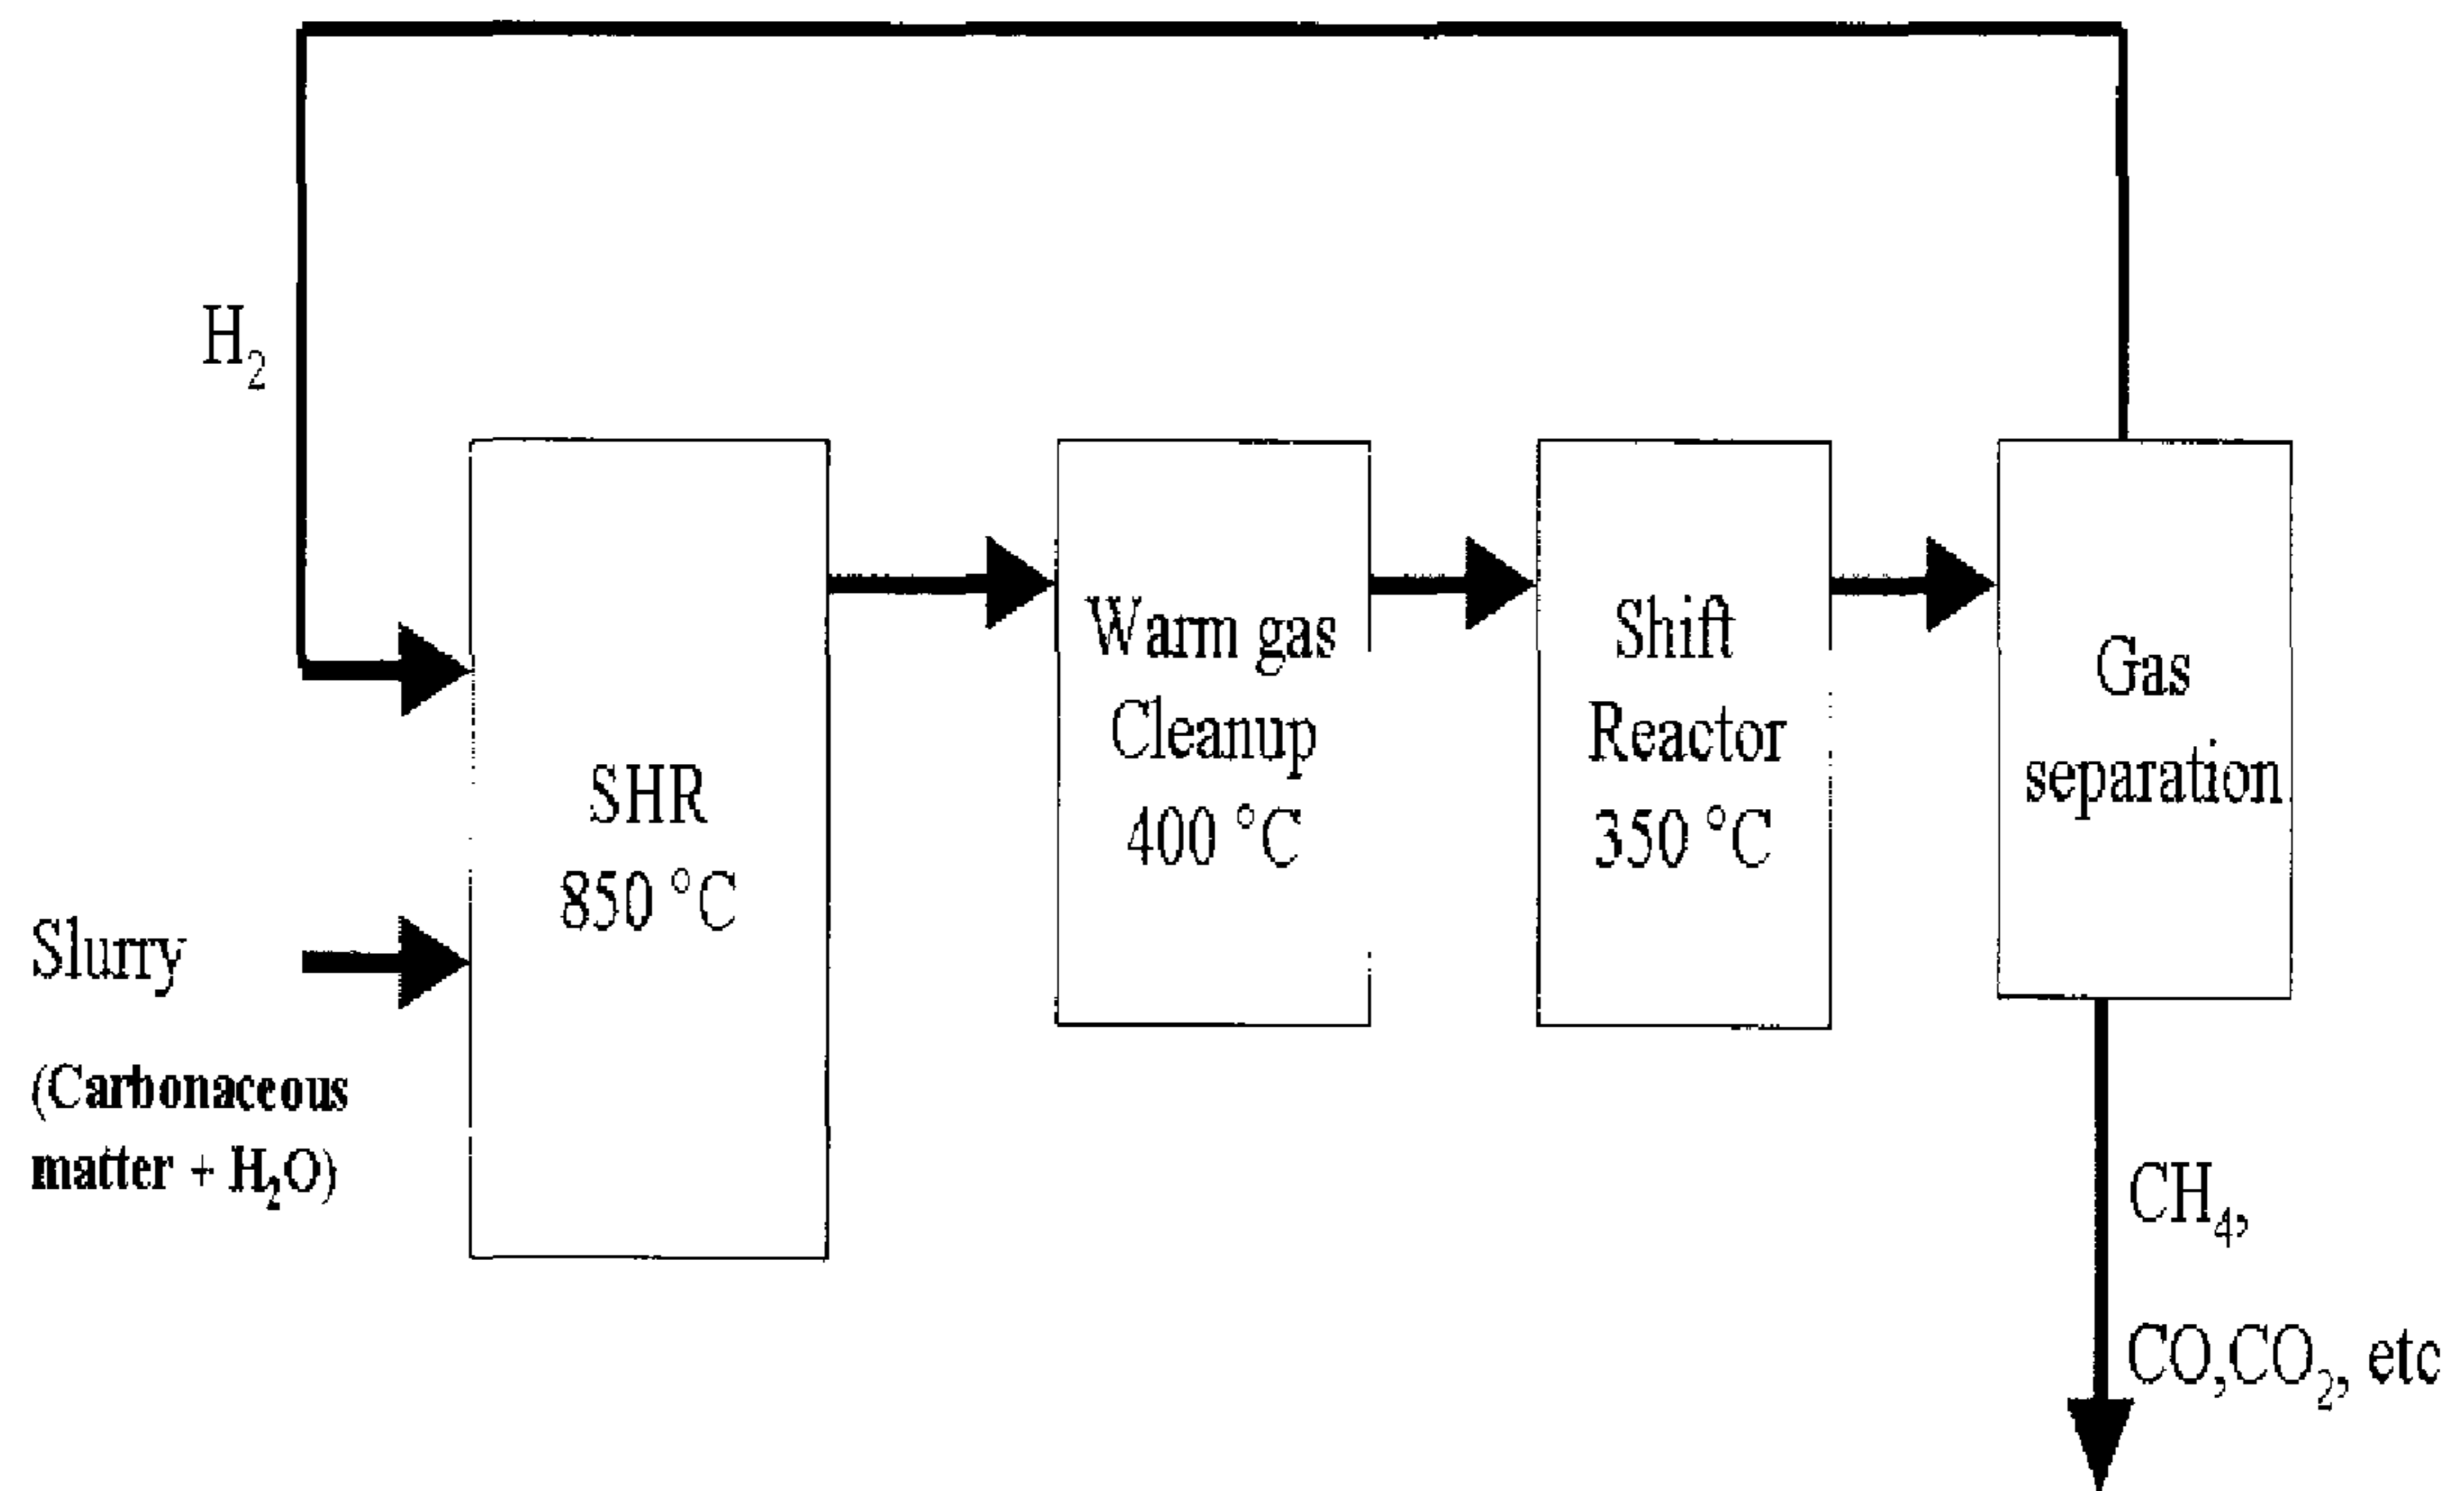 H₂
SHR
850 °C
Slurry
(Carbonaceous
matter + H₂O)
Warm gas
Cleanup
400 °C
Shift
Reactor
350 °C
Gas
separation
CH₄,
CO,CO₂, etc